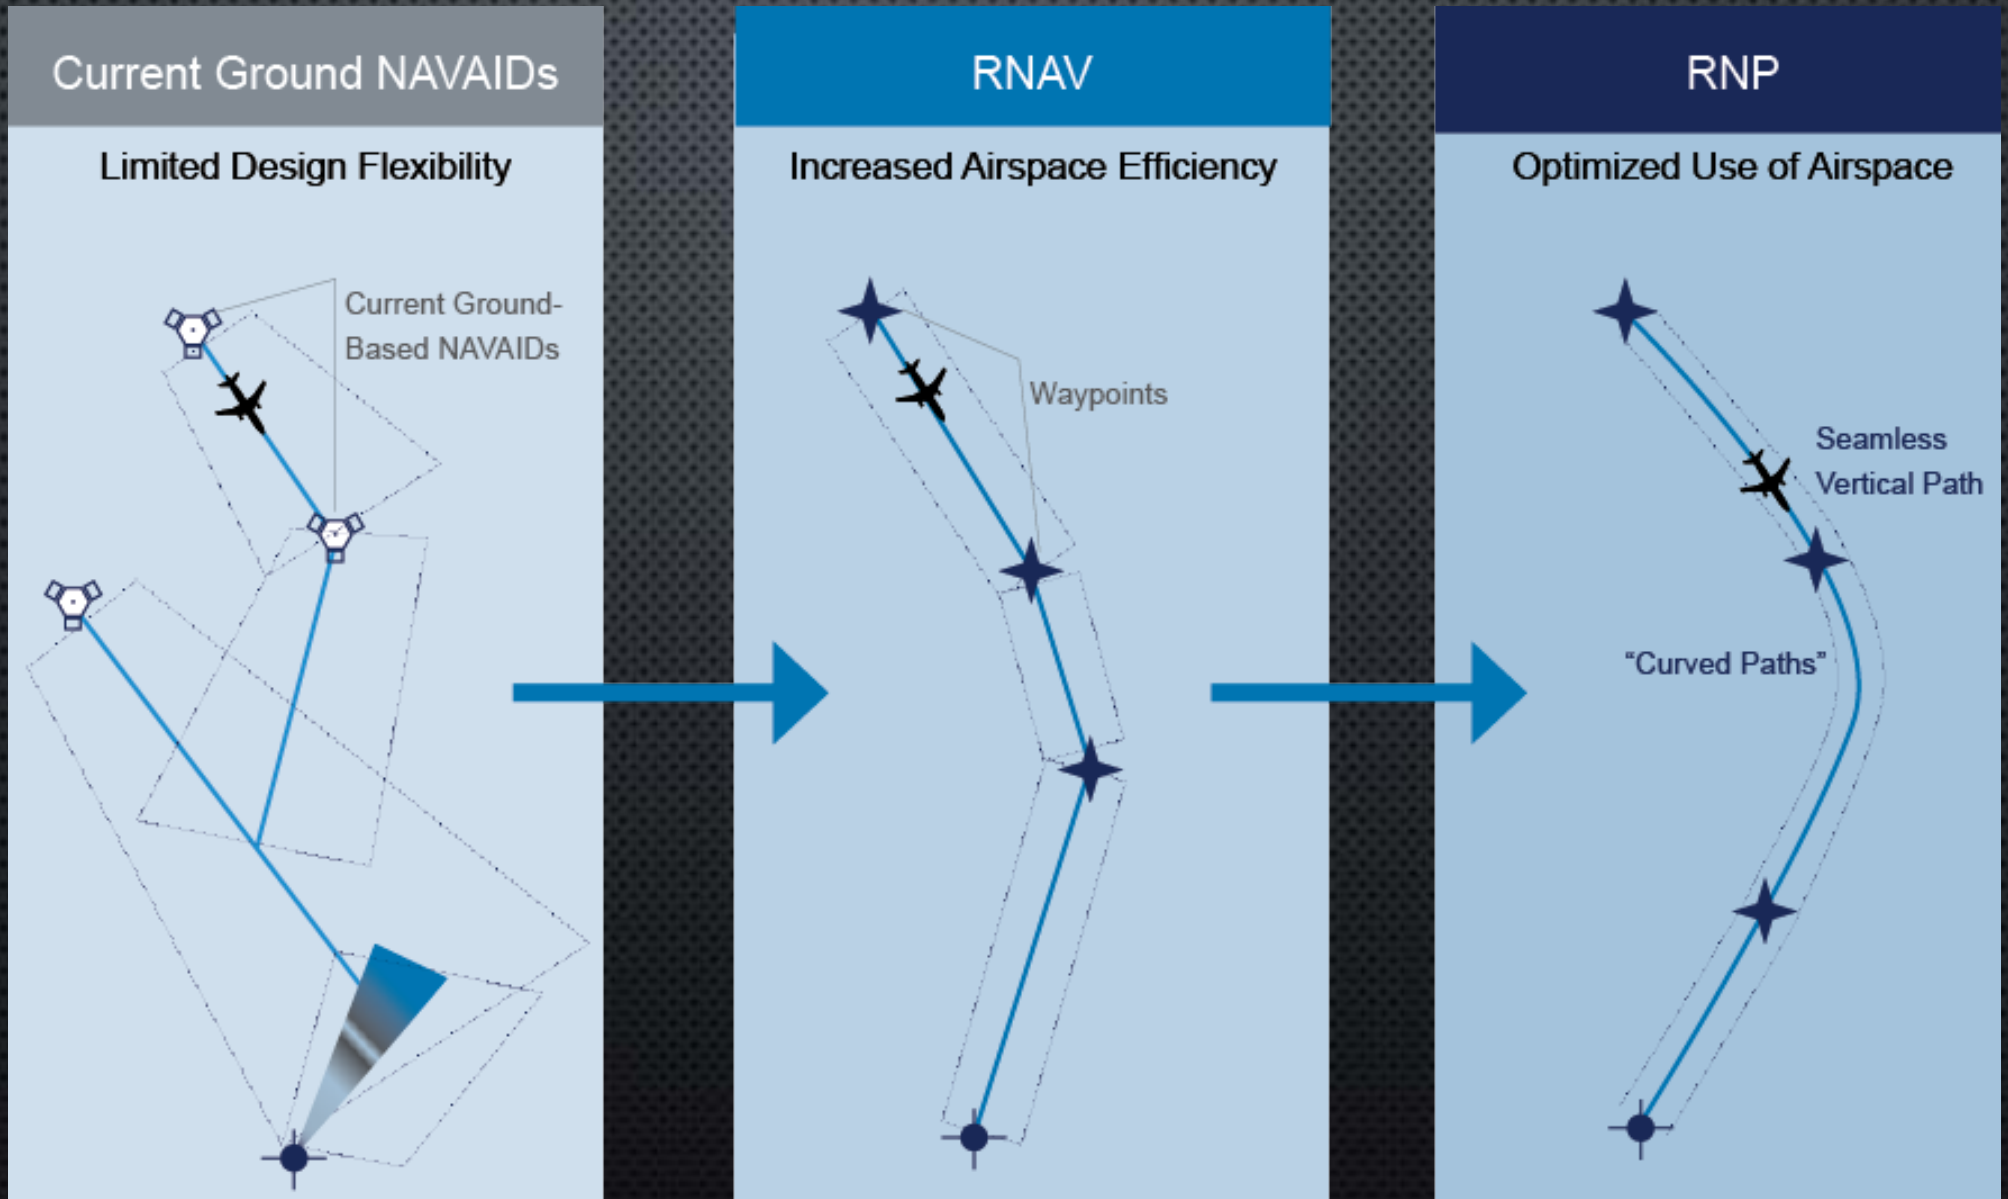 Current Ground NAVAIDs
Limited Design Flexibility
Current Ground-
Based NAVAIDs
RNAV
Increased Airspace Efficiency
Waypoints
RNP
Optimized Use of Airspace
Seamless
Vertical Path
“Curved Paths”